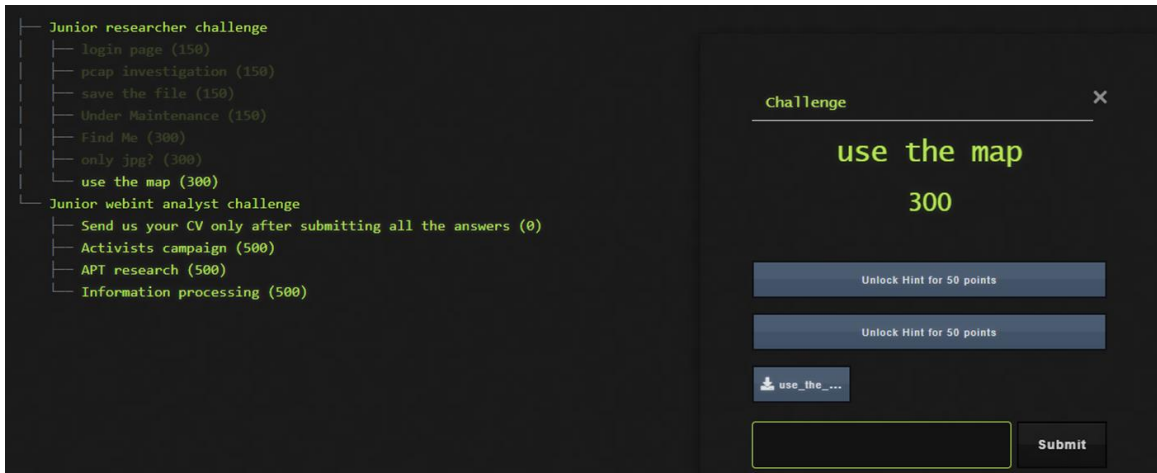 Junior researcher challenge
login page (150)
pcap investigation (150)
save the file (150)
Under Maintenance (150)
Find Me (300)
only jpg? (300)
use the map (300)
Junior webint analyst challenge
Send us your CV only after submitting all the answers (0)
Activists campaign (500)
APT research (500)
Information processing (500)
Challenge ×
use the map
300
Unlock Hint for 50 points
Unlock Hint for 50 points
use_the_...
Submit